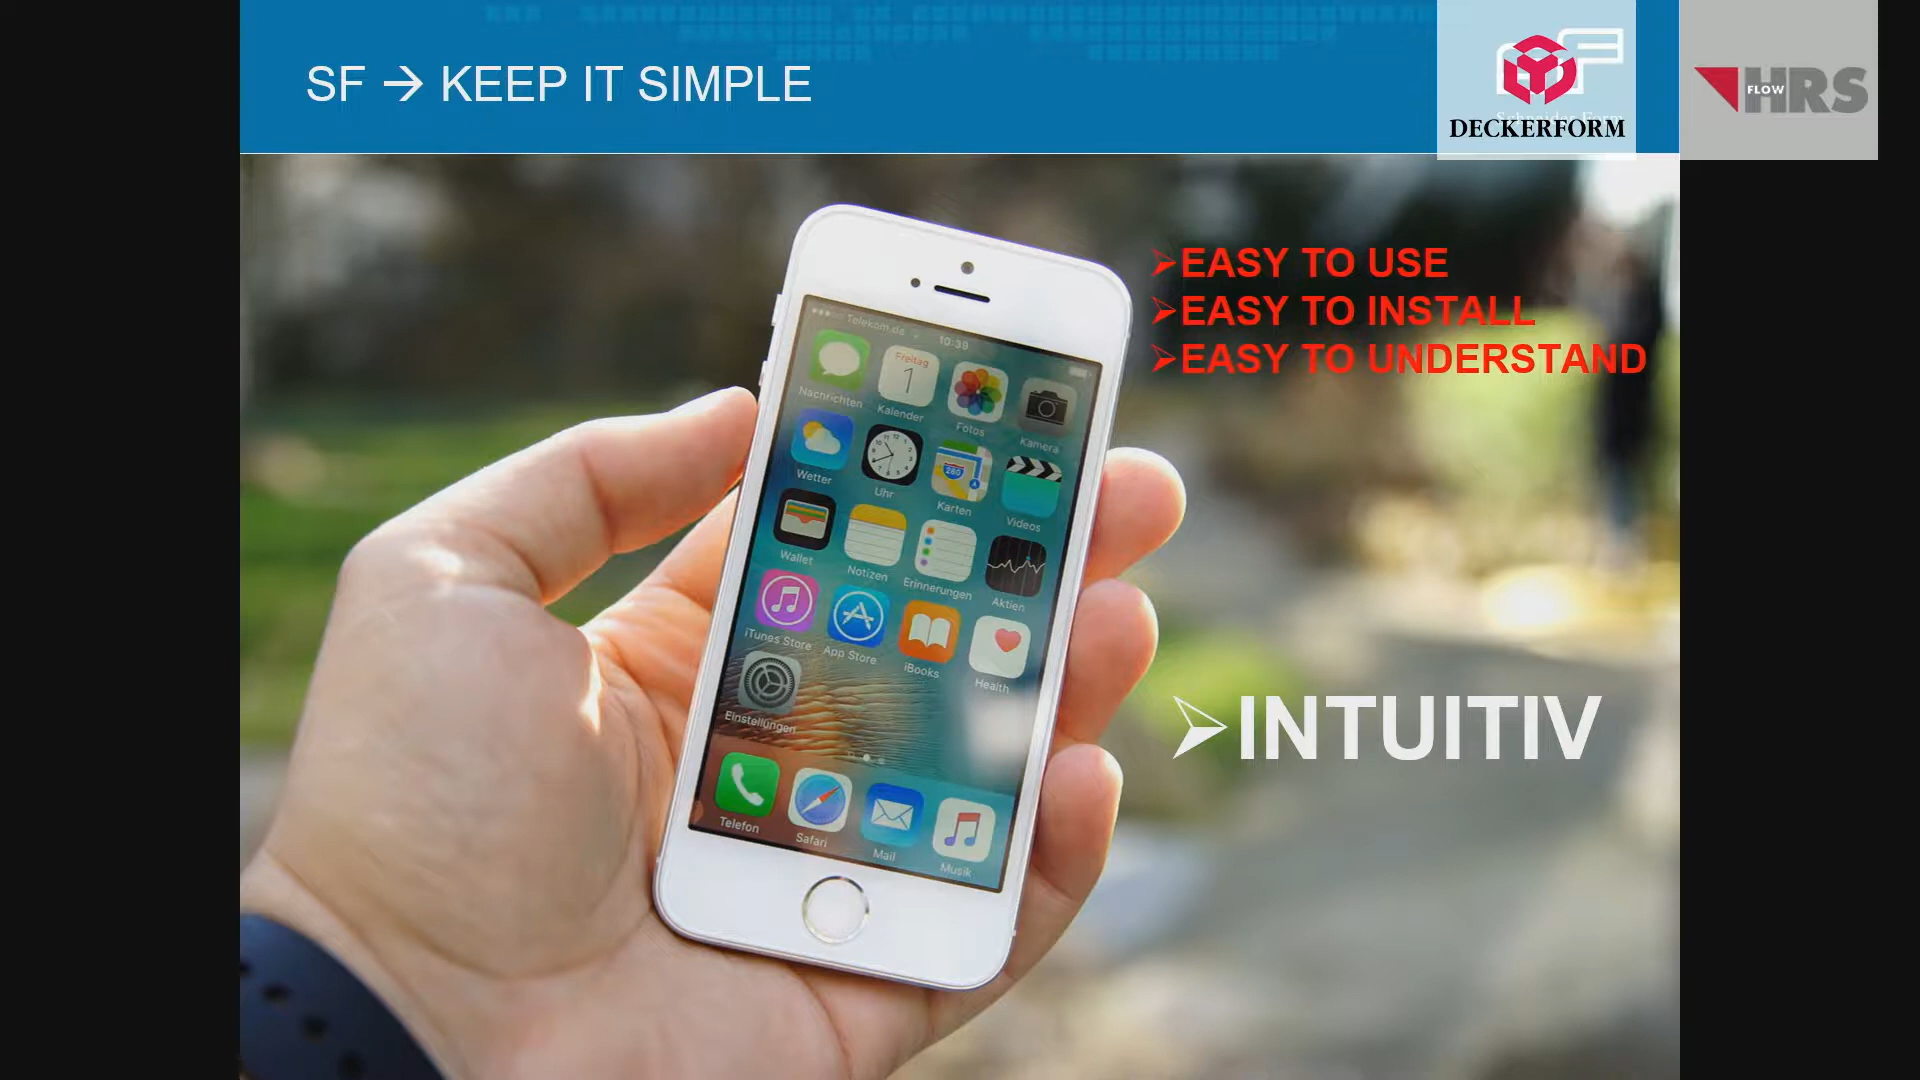 SF → KEEP IT SIMPLE
DECKERFORM
FLOW
HRS
➢EASY TO USE
➢EASY TO INSTALL
➢EASY TO UNDERSTAND
➢INTUITIV
Telekom.de
10:39
Nachrichten
Freitag
1
Kalender
Fotos
Kamera
Wetter
Uhr
280
Karten
Videos
Wallet
Notizen
Erinnerungen
Aktien
iTunes Store
App Store
iBooks
Health
Einstellungen
Telefon
Safari
Mail
Musik